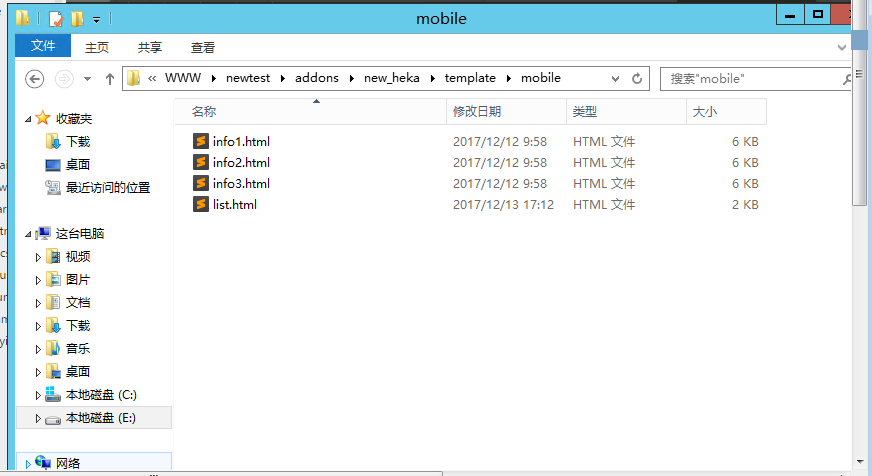 mobile
文件 主页 共享 查看
« WWW newtest addons new_heka template mobile 搜索"mobile"
名称 修改日期 类型 大小
收藏夹
下载
桌面
最近访问的位置
这台电脑
视频
图片
文档
下载
音乐
桌面
本地磁盘 (C:)
本地磁盘 (E:)
网络
info1.html 2017/12/12 9:58 HTML 文件 6 KB
info2.html 2017/12/12 9:58 HTML 文件 6 KB
info3.html 2017/12/12 9:58 HTML 文件 6 KB
list.html 2017/12/13 17:12 HTML 文件 2 KB